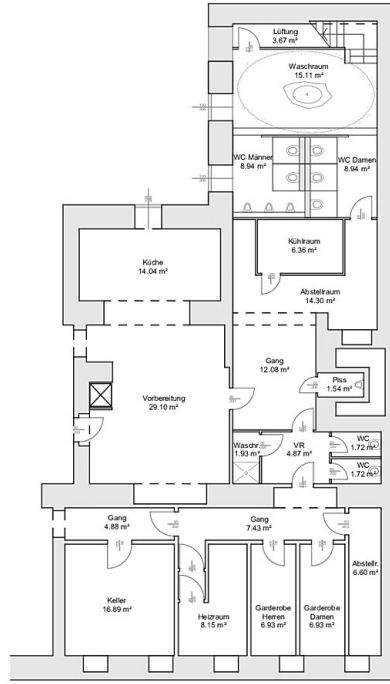 Lüftung
3.67 m²
Waschraum
15.11 m²
WC Männer
8.94 m²
WC Damen
8.94 m²
Kühlraum
6.36 m²
Küche
14.04 m²
Abstellraum
14.30 m²
Gang
12.08 m²
Piss
1.54 m²
Vorbereitung
29.10 m²
Waschr.
1.93 m²
VR
4.87 m²
WC
1.72 m²
WC
1.72 m²
Gang
4.88 m²
Gang
7.43 m²
Abstellr.
6.60 m²
Keller
16.89 m²
Heizraum
8.15 m²
Garderobe
Herren
6.93 m²
Garderobe
Damen
6.93 m²